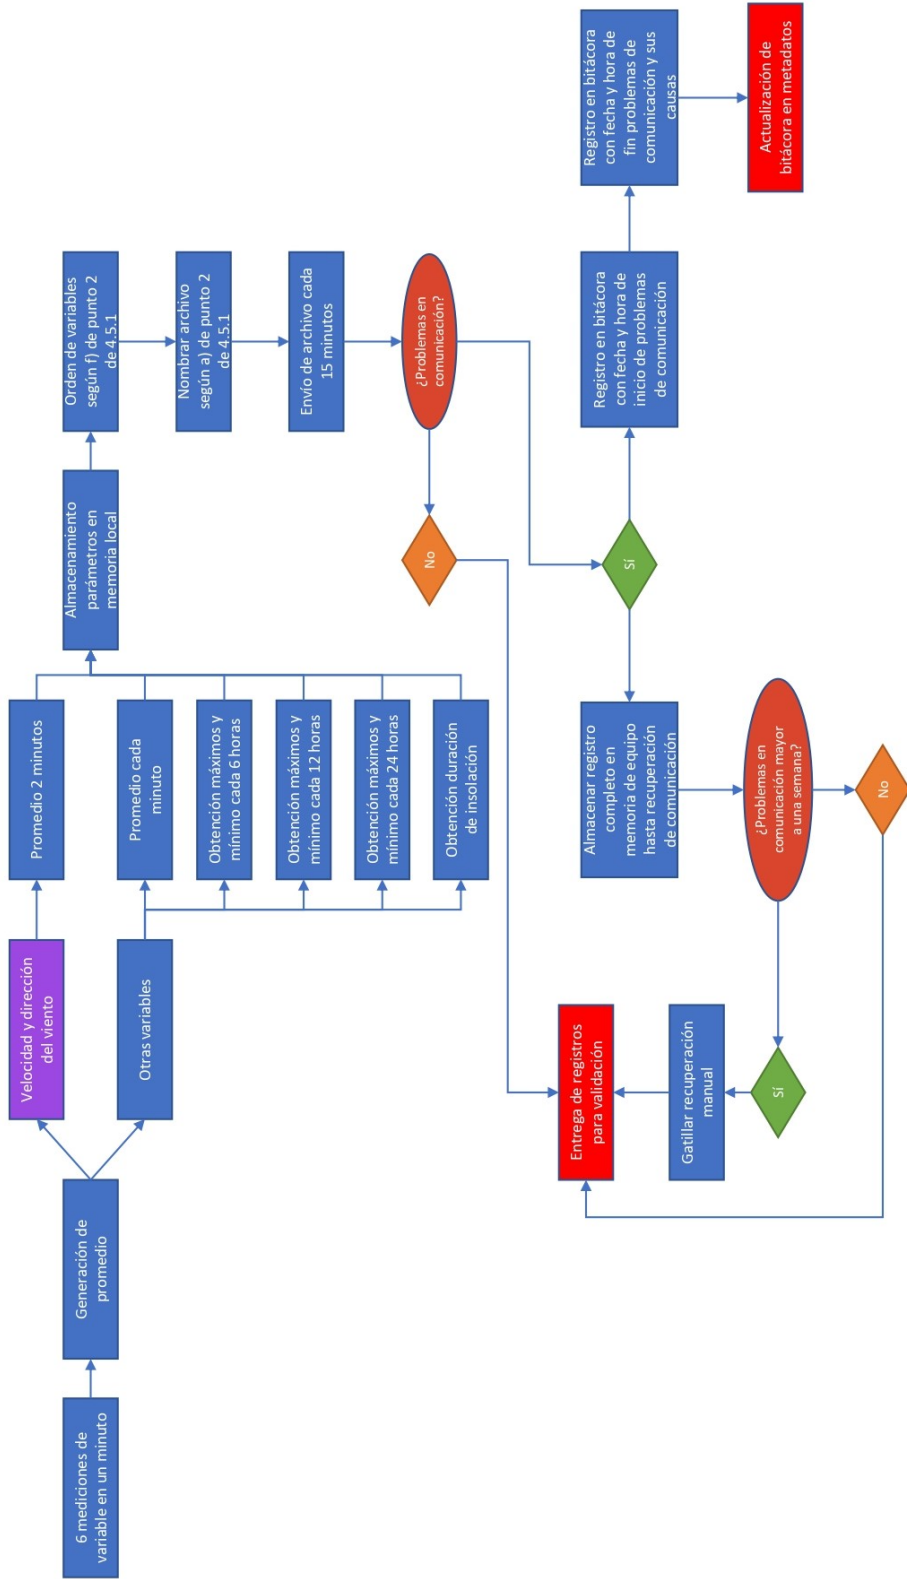 6 mediciones de
variable en un minuto
Generación de
promedio
Velocidad y dirección
del viento
Otras variables
Promedio 2 minutos
Promedio cada
minuto
Obtención máximos y
mínimo cada 6 horas
Obtención máximos y
mínimo cada 12 horas
Obtención máximos y
mínimo cada 24 horas
Obtención duración
de insolación
Almacenamiento
parámetros en
memoria local
Orden de variables
según f) de punto 2
de 4.5.1
Nombrar archivo
según a) de punto 2
de 4.5.1
Envío de archivo cada
15 minutos
¿Problemas en
comunicación?
No
Sí
Registro en bitácora
con fecha y hora de
inicio de problemas
de comunicación
Registro en bitácora
con fecha y hora de
fin problemas de
comunicación y sus
causas
Actualización de
bitácora en metadatos
Almacenar registro
completo en
memoria de equipo
hasta recuperación
de comunicación
¿Problemas en
comunicación mayor
a una semana?
No
Sí
Gatillar recuperación
manual
Entrega de registros
para validación